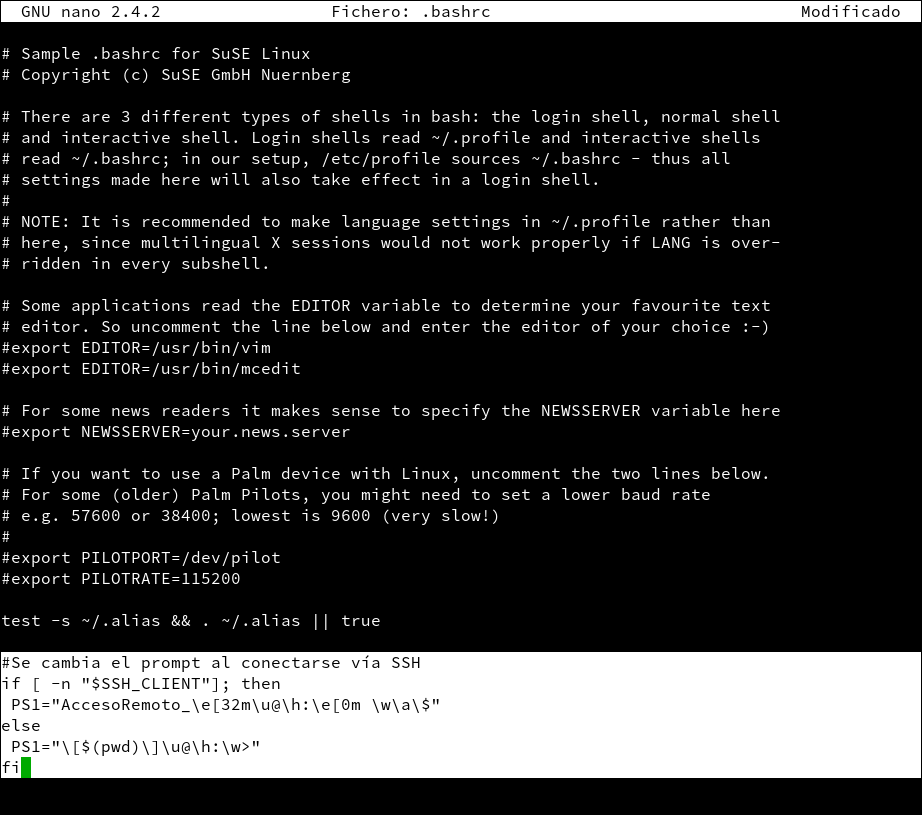 GNU nano 2.4.2 Fichero: .bashrc Modificado
# Sample .bashrc for SuSE Linux
# Copyright (c) SuSE GmbH Nuernberg
# There are 3 different types of shells in bash: the login shell, normal shell
# and interactive shell. Login shells read ~/.profile and interactive shells
# read ~/.bashrc; in our setup, /etc/profile sources ~/.bashrc - thus all
# settings made here will also take effect in a login shell.
#
# NOTE: It is recommended to make language settings in ~/.profile rather than
# here, since multilingual X sessions would not work properly if LANG is over-
# ridden in every subshell.
# Some applications read the EDITOR variable to determine your favourite text
# editor. So uncomment the line below and enter the editor of your choice :-)
#export EDITOR=/usr/bin/vim
#export EDITOR=/usr/bin/mcedit
# For some news readers it makes sense to specify the NEWSSERVER variable here
#export NEWSSERVER=your.news.server
# If you want to use a Palm device with Linux, uncomment the two lines below.
# For some (older) Palm Pilots, you might need to set a lower baud rate
# e.g. 57600 or 38400; lowest is 9600 (very slow!)
#
#export PILOTPORT=/dev/pilot
#export PILOTRATE=115200
test -s ~/.alias && . ~/.alias || true
#Se cambia el prompt al conectarse vía SSH
if [ -n "$SSH_CLIENT"]; then
 PS1="AccesoRemoto_\e[32m\u@\h:\e[0m \w\a\$"
else
 PS1="\[$(pwd)\]\u@\h:\w>"
fi